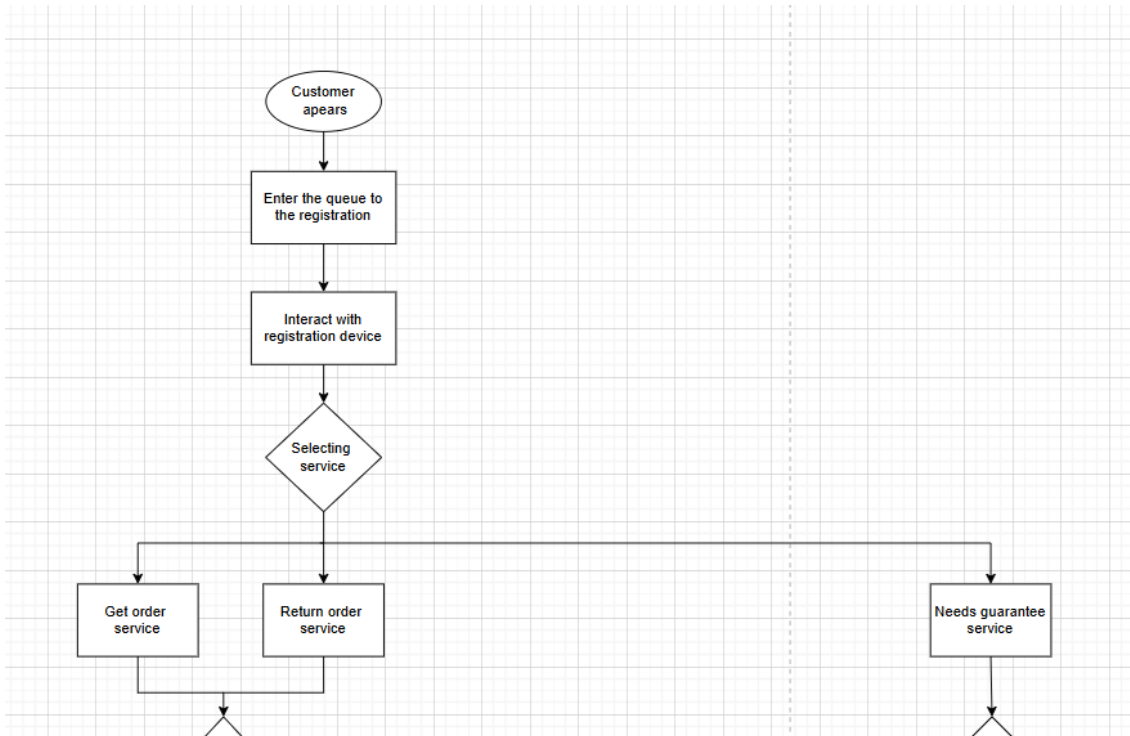 Customer
apears
Enter the queue to
the registration
Interact with
registration device
Selecting
service
Get order
service
Return order
service
Needs guarantee
service